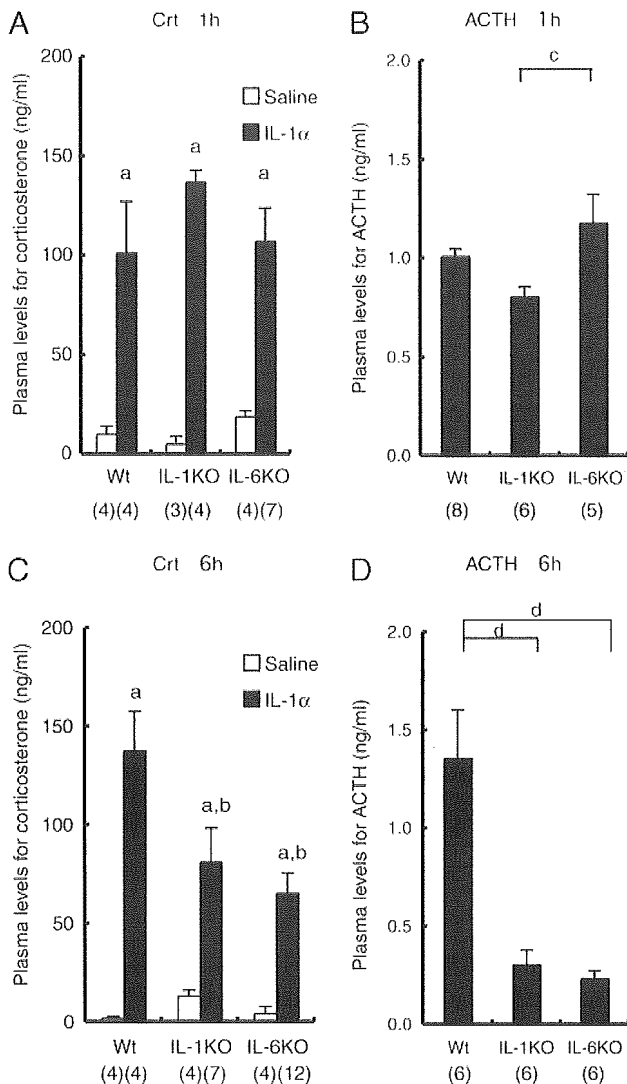 A
Crt 1h
Plasma levels for corticosterone (ng/ml)
200
150
100
50
0
Saline
IL-1α
a
a
a
Wt
IL-1KO
IL-6KO
(4)(4)
(3)(4)
(4)(7)
B
ACTH 1h
Plasma levels for ACTH (ng/ml)
2.0
1.5
1.0
0.5
0.0
c
Wt
IL-1KO
IL-6KO
(8)
(6)
(5)
C
Crt 6h
Plasma levels for corticosterone (ng/ml)
200
150
100
50
0
Saline
IL-1α
a
a,b
a,b
Wt
IL-1KO
IL-6KO
(4)(4)
(4)(7)
(4)(12)
D
ACTH 6h
Plasma levels for ACTH (ng/ml)
2.0
1.5
1.0
0.5
0.0
d
d
Wt
IL-1KO
IL-6KO
(6)
(6)
(6)